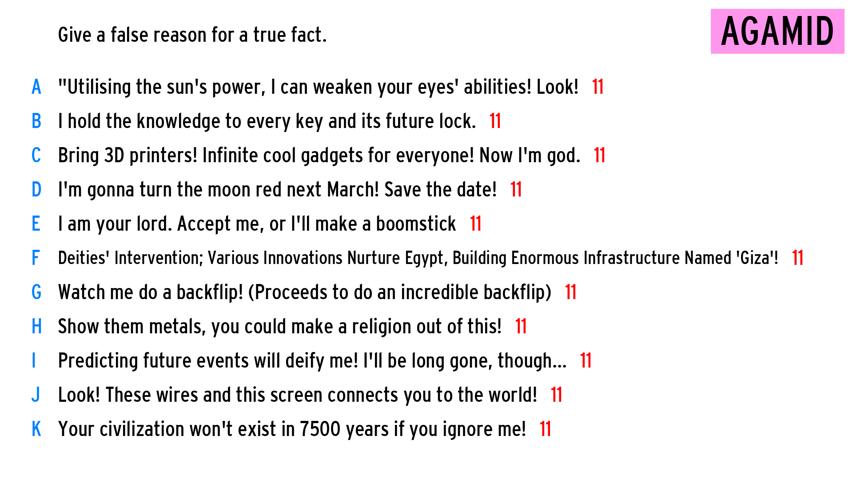 Give a false reason for a true fact.
AGAMID
A "Utilising the sun's power, I can weaken your eyes' abilities! Look! 11
B I hold the knowledge to every key and its future lock. 11
C Bring 3D printers! Infinite cool gadgets for everyone! Now I'm god. 11
D I'm gonna turn the moon red next March! Save the date! 11
E I am your lord. Accept me, or I'll make a boomstick 11
F Deities' Intervention; Various Innovations Nurture Egypt, Building Enormous Infrastructure Named 'Giza'! 11
G Watch me do a backflip! (Proceeds to do an incredible backflip) 11
H Show them metals, you could make a religion out of this! 11
I Predicting future events will deify me! I'll be long gone, though... 11
J Look! These wires and this screen connects you to the world! 11
K Your civilization won't exist in 7500 years if you ignore me! 11